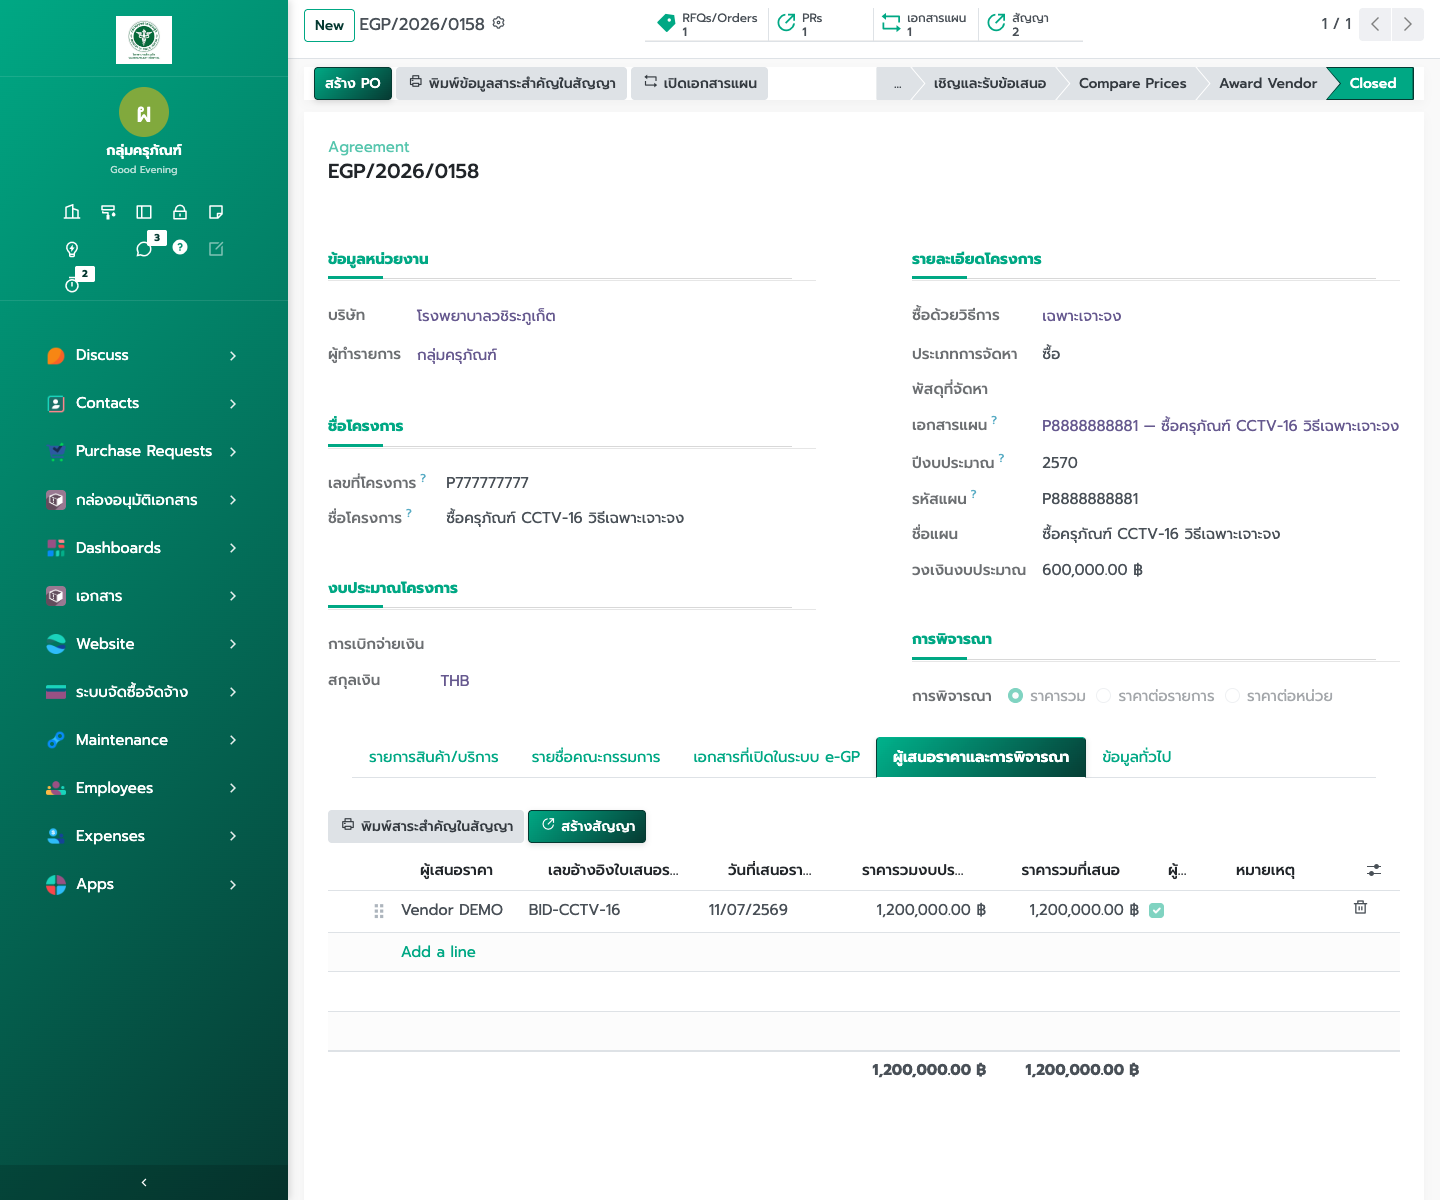 New
EGP/2026/0158
RFQs/Orders
1
PRs
1
เอกสารแผน
1
สัญญา
2
1 / 1
ผ
กลุ่มครุภัณฑ์
Good Evening
3
?
2
Discuss
Contacts
Purchase Requests
กล่องอนุมัติเอกสาร
Dashboards
เอกสาร
Website
ระบบจัดซื้อจัดจ้าง
Maintenance
Employees
Expenses
Apps
สร้าง PO
พิมพ์ข้อมูลสาระสำคัญในสัญญา
เปิดเอกสารแผน
...
เชิญและรับข้อเสนอ
Compare Prices
Award Vendor
Closed
Agreement
EGP/2026/0158
ข้อมูลหน่วยงาน
บริษัท โรงพยาบาลวชิระภูเก็ต
ผู้ทำรายการ กลุ่มครุภัณฑ์
ชื่อโครงการ
เลขที่โครงการ ? P777777777
ชื่อโครงการ ? ซื้อครุภัณฑ์ CCTV-16 วิธีเฉพาะเจาะจง
งบประมาณโครงการ
การเบิกจ่ายเงิน
สกุลเงิน THB
รายละเอียดโครงการ
ซื้อด้วยวิธีการ เฉพาะเจาะจง
ประเภทการจัดหา ซื้อ
พัสดุที่จัดหา
เอกสารแผน ? P8888888881 — ซื้อครุภัณฑ์ CCTV-16 วิธีเฉพาะเจาะจง
ปีงบประมาณ ? 2570
รหัสแผน ? P8888888881
ชื่อแผน ซื้อครุภัณฑ์ CCTV-16 วิธีเฉพาะเจาะจง
วงเงินงบประมาณ 600,000.00 ฿
การพิจารณา
การพิจารณา ราคารวม ราคาต่อรายการ ราคาต่อหน่วย
รายการสินค้า/บริการ รายชื่อคณะกรรมการ เอกสารที่เปิดในระบบ e-GP ผู้เสนอราคาและการพิจารณา ข้อมูลทั่วไป
พิมพ์สาระสำคัญในสัญญา สร้างสัญญา
ผู้เสนอราคา เลขอ้างอิงใบเสนอร... วันที่เสนอรา... ราคารวมงบปร... ราคารวมที่เสนอ ผู้... หมายเหตุ
Vendor DEMO BID-CCTV-16 11/07/2569 1,200,000.00 ฿ 1,200,000.00 ฿
Add a line
1,200,000.00 ฿ 1,200,000.00 ฿